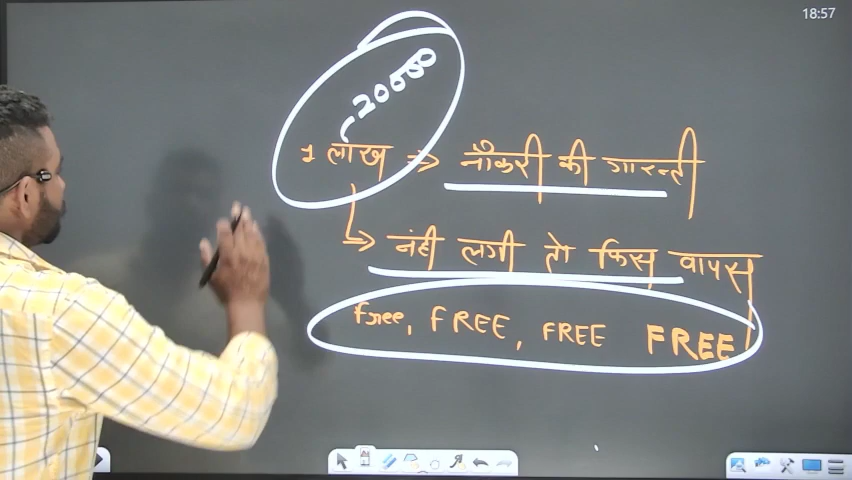 18:57
20000
1 लाख ⇒ नौकरी की गारन्टी
→ नही लगी तो फिस वापस
free, FREE, FREE FREE